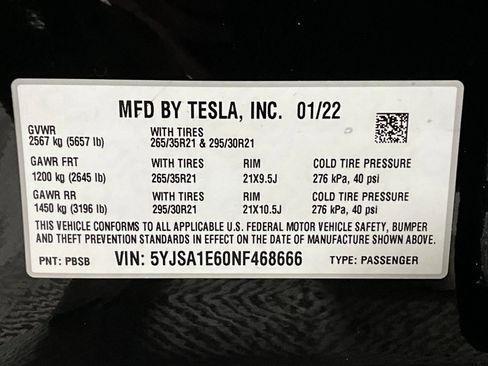 MFD BY TESLA, INC. 01/22
GVWR
2567 kg (5657 lb) WITH TIRES
265/35R21 & 295/30R21
GAWR FRT WITH TIRES RIM COLD TIRE PRESSURE
1200 kg (2645 lb) 265/35R21 21X9.5J 276 kPa, 40 psi
GAWR RR WITH TIRES RIM COLD TIRE PRESSURE
1450 kg (3196 lb) 295/30R21 21X10.5J 276 kPa, 40 psi
THIS VEHICLE CONFORMS TO ALL APPLICABLE U.S. FEDERAL MOTOR VEHICLE SAFETY, BUMPER
AND THEFT PREVENTION STANDARDS IN EFFECT ON THE DATE OF MANUFACTURE SHOWN ABOVE.
PNT: PBSB VIN: 5YJSA1E60NF468666 TYPE: PASSENGER